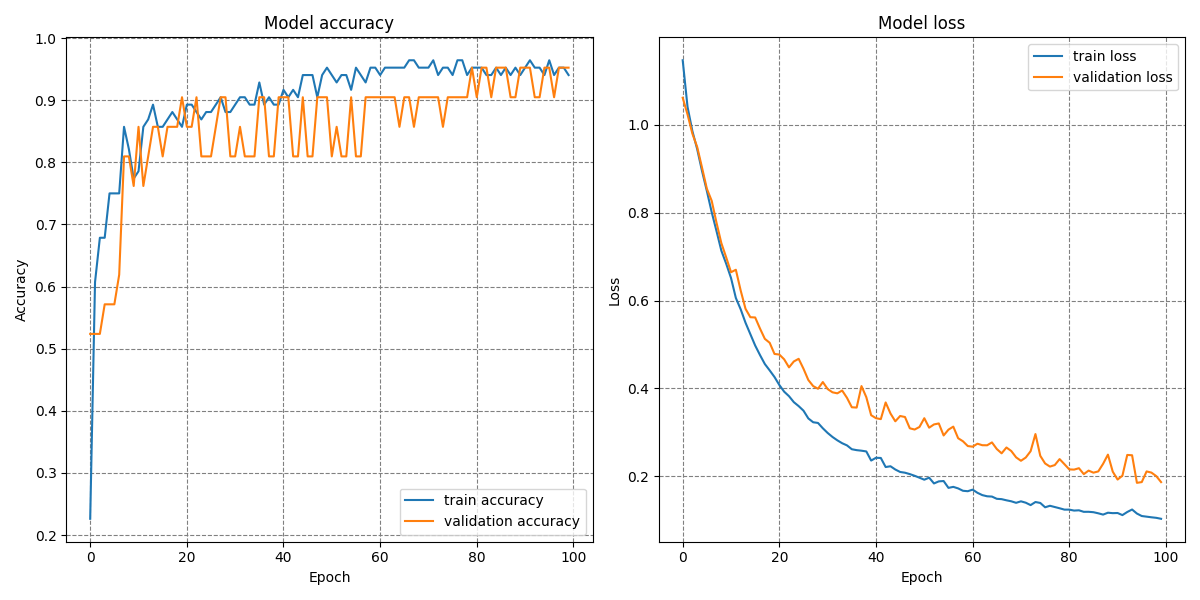 Model accuracy
Accuracy
1.0
0.9
0.8
0.7
0.6
0.5
0.4
0.3
0.2
0 20 40 60 80 100
Epoch
train accuracy
validation accuracy
Model loss
Loss
1.0
0.8
0.6
0.4
0.2
0 20 40 60 80 100
Epoch
train loss
validation loss